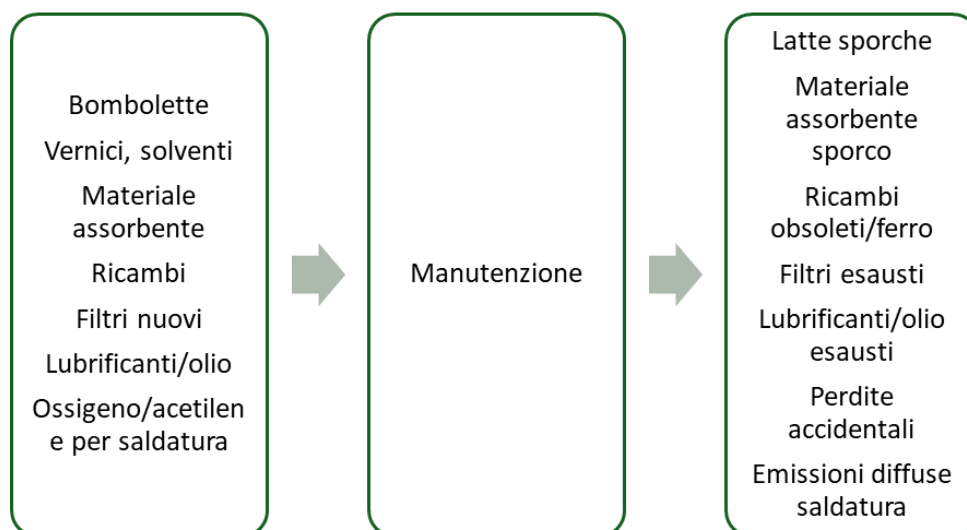 Bombolette
Vernici, solventi
Materiale
assorbente
Ricambi
Filtri nuovi
Lubrificanti/olio
Ossigeno/acetilen
e per saldatura
Manutenzione
Latte sporche
Materiale
assorbente
sporco
Ricambi
obsoleti/ferro
Filtri esausti
Lubrificanti/olio
esausti
Perdite
accidentali
Emissioni diffuse
saldatura